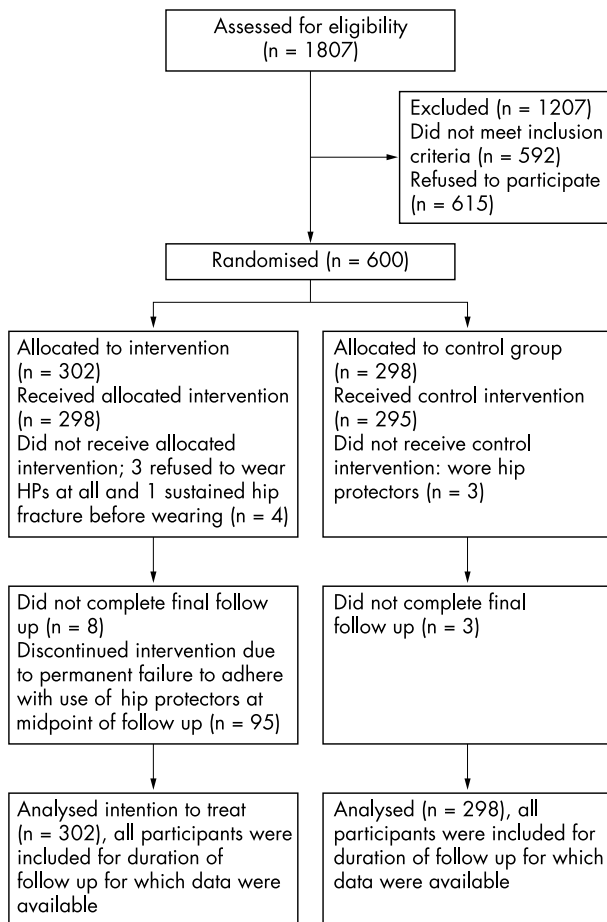 Assessed for eligibility
(n = 1807)
Excluded (n = 1207)
Did not meet inclusion
criteria (n = 592)
Refused to participate
(n = 615)
Randomised (n = 600)
Allocated to intervention
(n = 302)
Received allocated intervention
(n = 298)
Did not receive allocated
intervention; 3 refused to wear
HPs at all and 1 sustained hip
fracture before wearing (n = 4)
Allocated to control group
(n = 298)
Received control intervention
(n = 295)
Did not receive control
intervention: wore hip
protectors (n = 3)
Did not complete final follow
up (n = 8)
Discontinued intervention due
to permanent failure to adhere
with use of hip protectors at
midpoint of follow up (n = 95)
Did not complete final
follow up (n = 3)
Analysed intention to treat
(n = 302), all participants were
included for duration of
follow up for which data were
available
Analysed (n = 298), all
participants were included for
duration of follow up for which
data were available